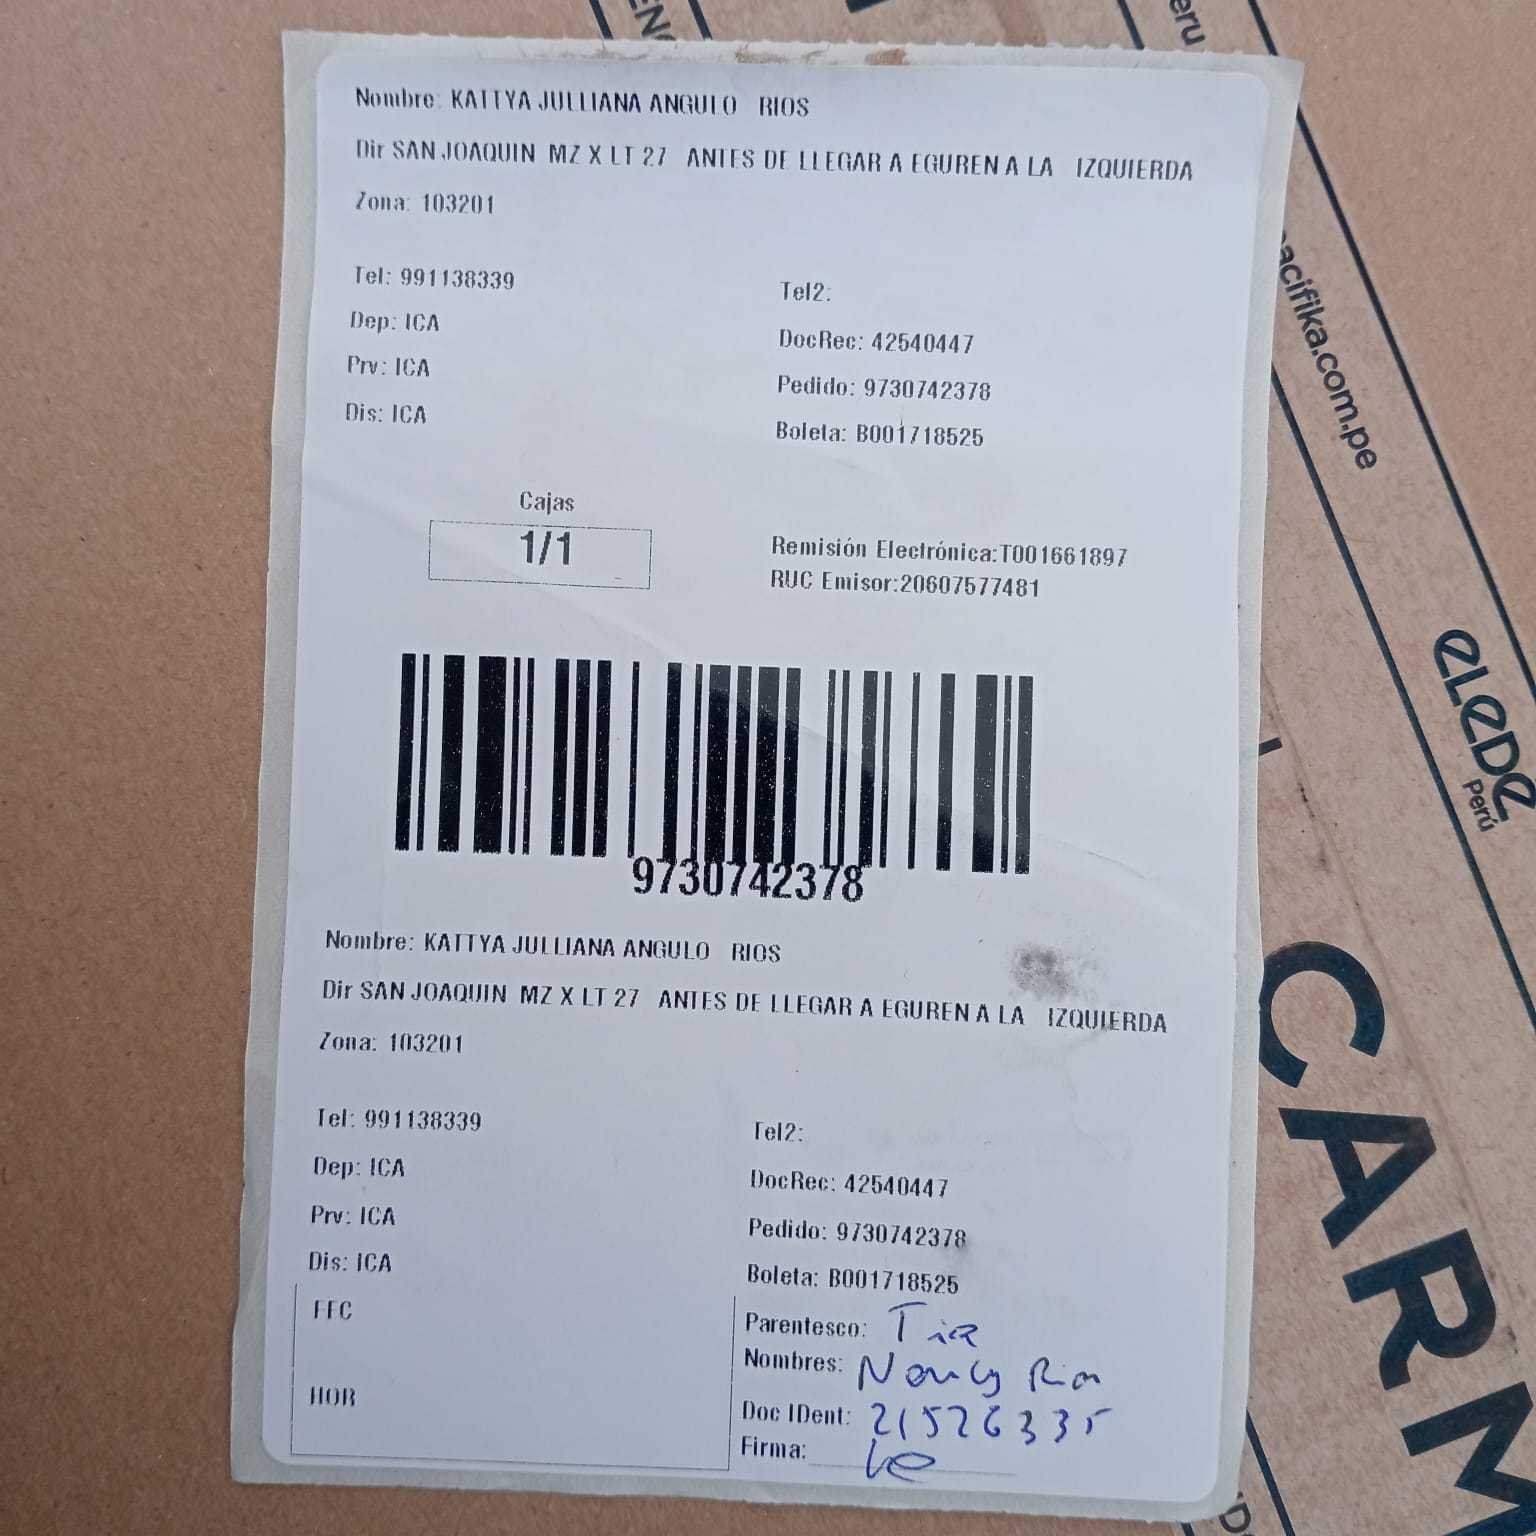 Nombre: KATTYA JULLIANA ANGULO RIOS
Dir SAN JOAQUIN MZ X LT 27 ANTES DE LLEGAR A EGUREN A LA IZQUIERDA
Zona: 103201
Tel: 991138339
Tel2:
Dep: ICA
DocRec: 42540447
Prv: ICA
Pedido: 9730742378
Dis: ICA
Boleta: B001718525
Cajas
1/1
Remisión Electrónica:T001661897
RUC Emisor:20607577481
9730742378
Nombre: KATTYA JULLIANA ANGULO RIOS
Dir SAN JOAQUIN MZ X LT 27 ANTES DE LLEGAR A EGUREN A LA IZQUIERDA
Zona: 103201
Tel: 991138339
Tel2:
Dep: ICA
DocRec: 42540447
Prv: ICA
Pedido: 9730742378
Dis: ICA
Boleta: B001718525
FEC
Parentesco: Tia
Nombres: Nancy Rios
HOR
Doc IDent: 21526335
Firma:
eru
acifika.com.pe
eLeDe
Perú
CARM